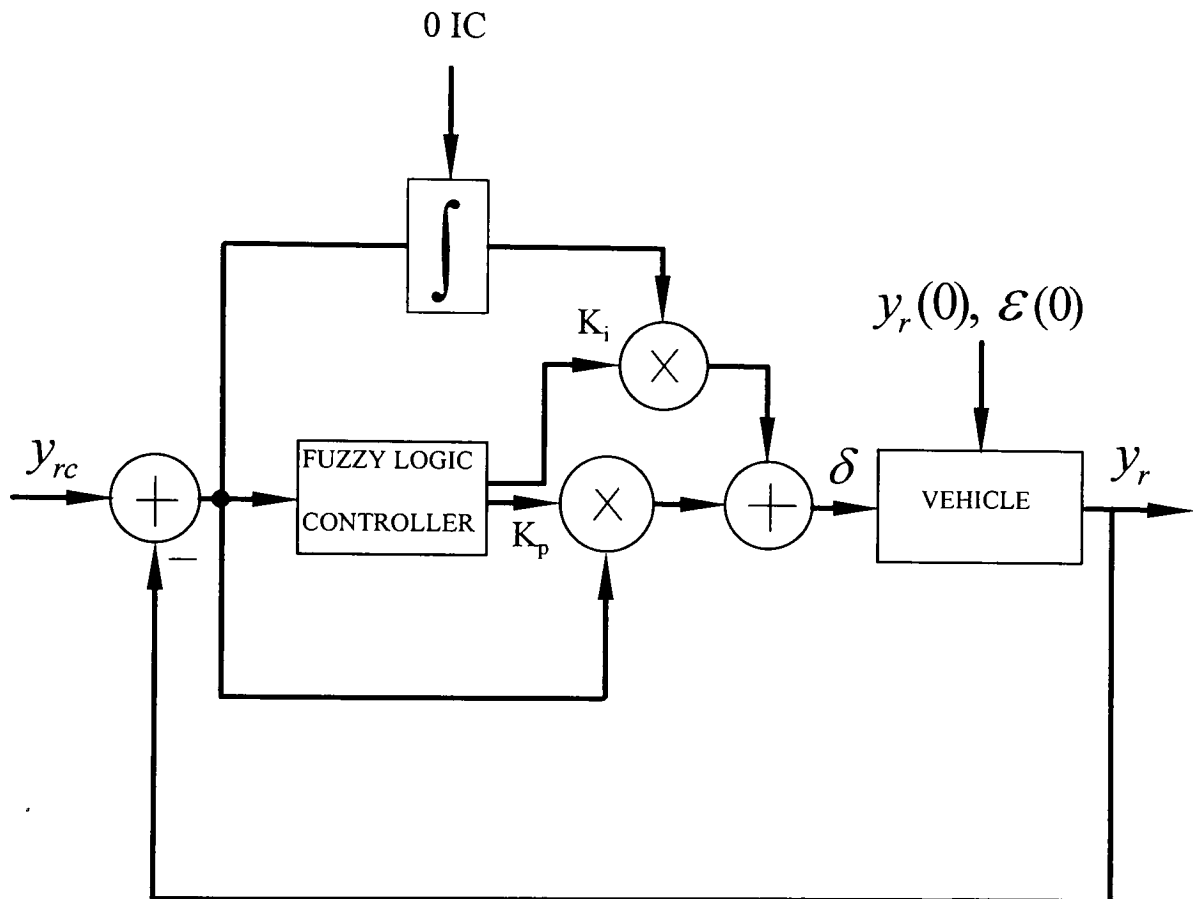 0 IC
∫
y_r(0), ε(0)
K_i
×
y_rc
+
−
FUZZY LOGIC
CONTROLLER
K_p
×
+
δ
VEHICLE
y_r